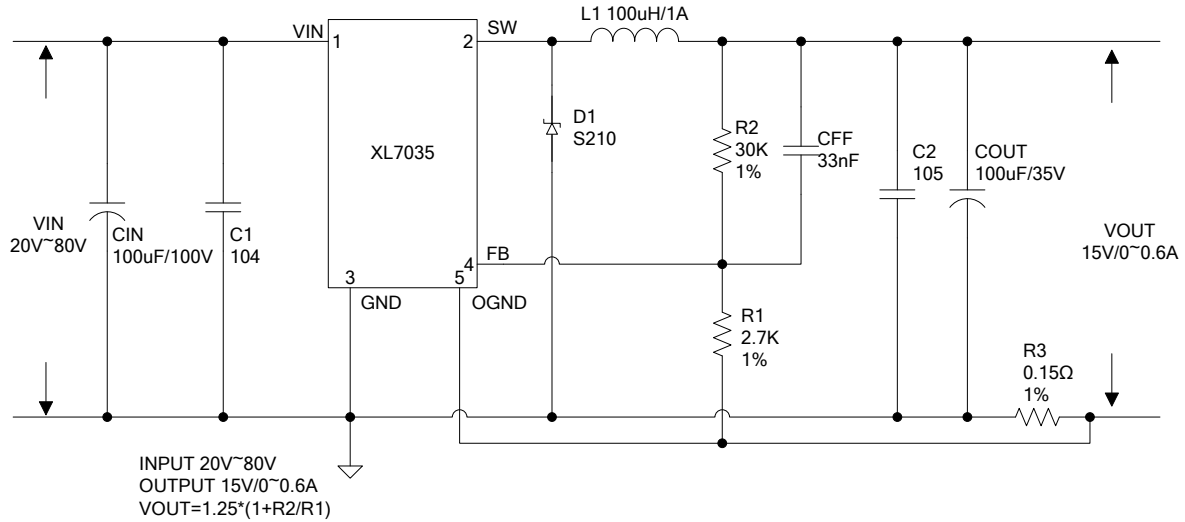 L1 100uH/1A
VIN
1
2
SW
XL7035
D1
S210
R2
30K
1%
CFF
33nF
C2
105
COUT
100uF/35V
VIN
20V~80V
CIN
100uF/100V
C1
104
VOUT
15V/0~0.6A
4
FB
3
GND
5
OGND
R1
2.7K
1%
R3
0.15Ω
1%
INPUT 20V~80V
OUTPUT 15V/0~0.6A
VOUT=1.25*(1+R2/R1)